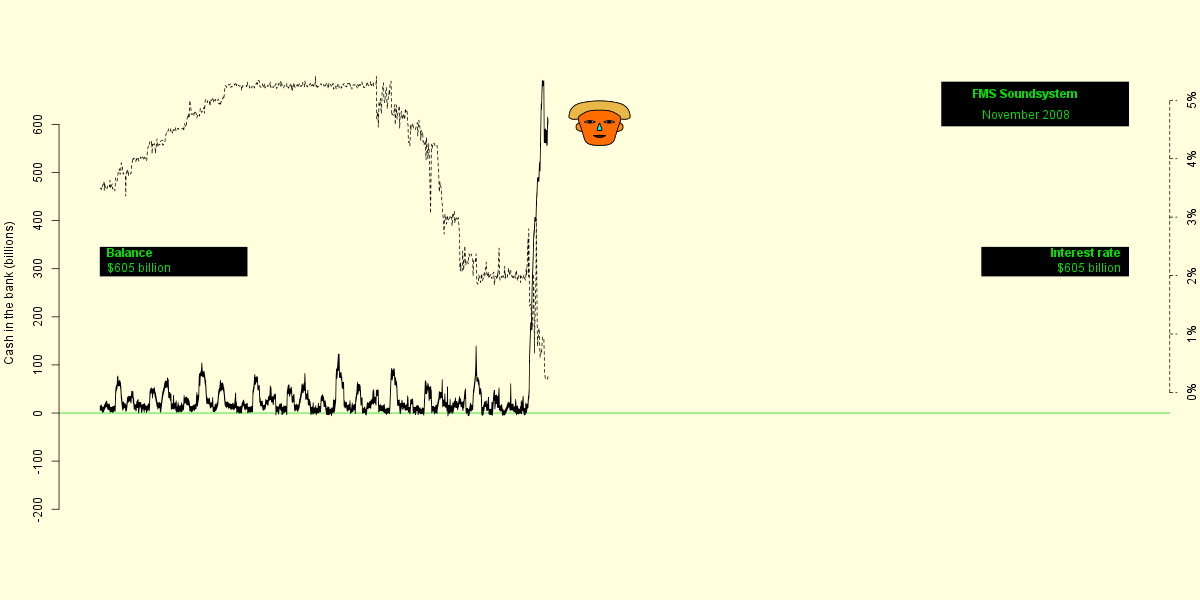 FMS Soundsystem
November 2008
Cash in the bank (billions)
600
500
400
300
200
100
0
-100
-200
Balance
$605 billion
Interest rate
$605 billion
5%
4%
3%
2%
1%
0%